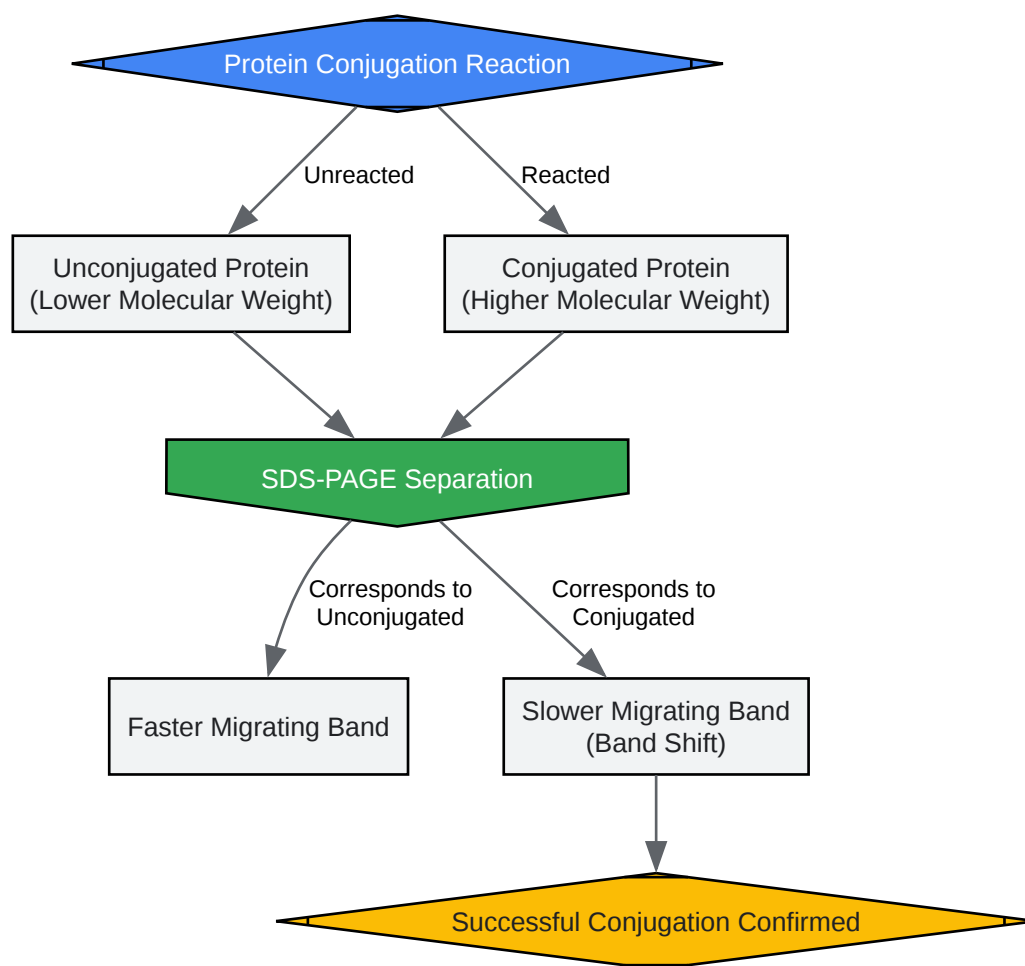 Protein Conjugation Reaction
Unreacted
Reacted
Unconjugated Protein
(Lower Molecular Weight)
Conjugated Protein
(Higher Molecular Weight)
SDS-PAGE Separation
Corresponds to
Unconjugated
Corresponds to
Conjugated
Faster Migrating Band
Slower Migrating Band
(Band Shift)
Successful Conjugation Confirmed